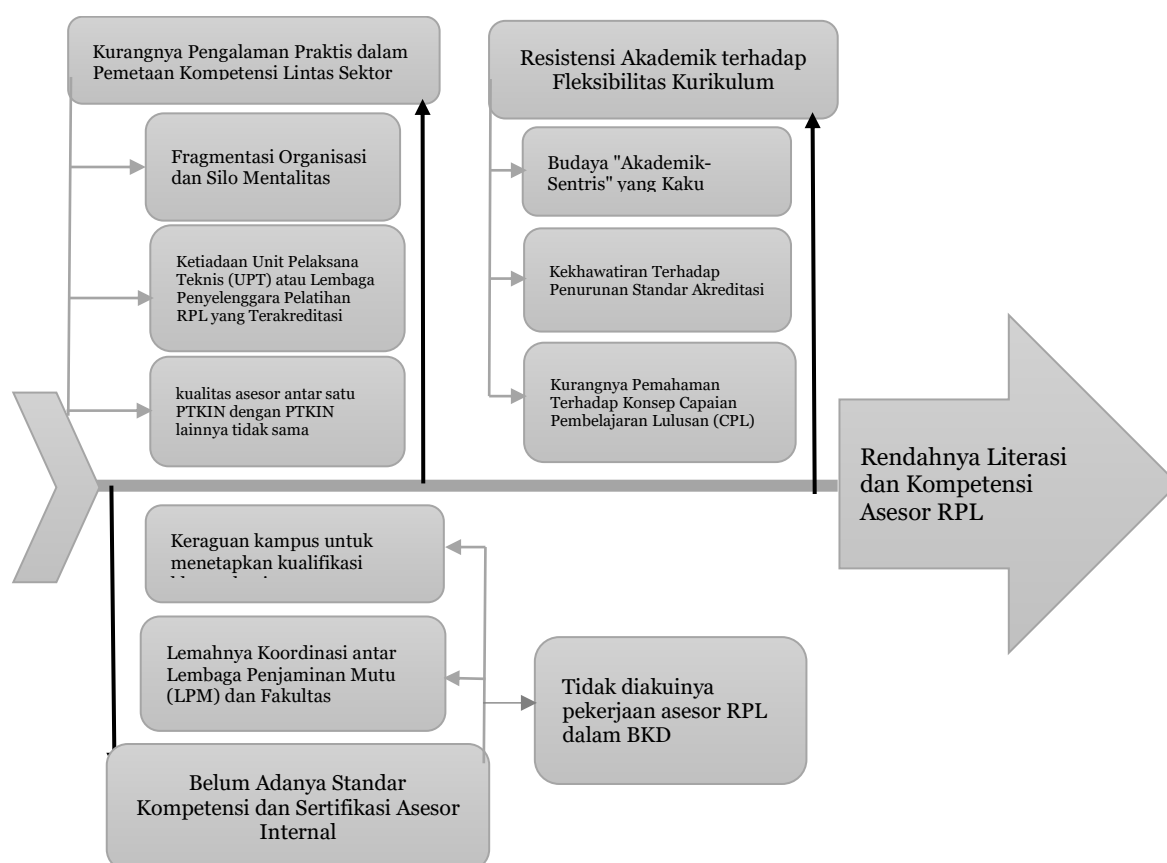 Kurangnya Pengalaman Praktis dalam
Pemetaan Kompetensi Lintas Sektor
Fragmentasi Organisasi
dan Silo Mentalitas
Ketiadaan Unit Pelaksana
Teknis (UPT) atau Lembaga
Penyelenggara Pelatihan
RPL yang Terakreditasi
kualitas asesor antar satu
PTKIN dengan PTKIN
lainnya tidak sama
Resistensi Akademik terhadap
Fleksibilitas Kurikulum
Budaya "Akademik-
Sentris" yang Kaku
Kekhawatiran Terhadap
Penurunan Standar Akreditasi
Kurangnya Pemahaman
Terhadap Konsep Capaian
Pembelajaran Lulusan (CPL)
Rendahnya Literasi
dan Kompetensi
Asesor RPL
Keraguan kampus untuk
menetapkan kualifikasi
Lemahnya Koordinasi antar
Lembaga Penjaminan Mutu
(LPM) dan Fakultas
Tidak diakuinya
pekerjaan asesor RPL
dalam BKD
Belum Adanya Standar
Kompetensi dan Sertifikasi Asesor
Internal